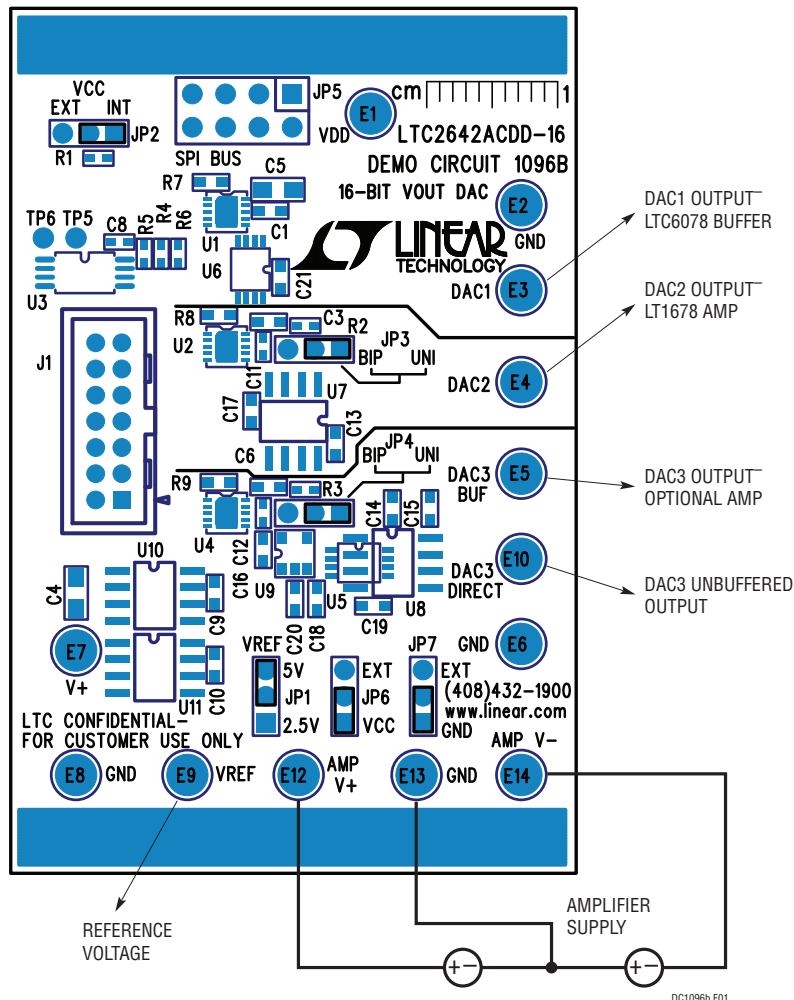 VCC
EXT INT
JP2
R1
JP5
VDD
SPI BUS
E1
cm 1
LTC2642ACDD-16
DEMO CIRCUIT 1096B
16-BIT VOUT DAC
E2
GND
R7
C5
U1
C1
TP6 TP5
C8
R5
R4
R6
U3
U6
C21
LINEAR
TECHNOLOGY
DAC1
E3
DAC1 OUTPUT–
LTC6078 BUFFER
R8
C3
R2
JP3
BIP UNI
U2
C11
DAC2
E4
DAC2 OUTPUT–
LT1678 AMP
J1
U7
C17
C13
C6
JP4
BIP UNI
R9
R3
DAC3
BUF
E5
DAC3 OUTPUT–
OPTIONAL AMP
U4
C12
C16
C14
C15
U9
U5
U8
C20
C18
C19
DAC3
DIRECT
E10
DAC3 UNBUFFERED
OUTPUT
U10
C4
C9
E7
V+
U11
C10
GND
E6
VREF
5V
JP1
2.5V
EXT
JP6
VCC
JP7
EXT
GND
(408)432-1900
www.linear.com
LTC CONFIDENTIAL-
FOR CUSTOMER USE ONLY
E8 GND
E9 VREF
E12 AMP
V+
E13 GND
AMP V-
E14
REFERENCE
VOLTAGE
AMPLIFIER
SUPPLY
+–
+–
DC1096b F01